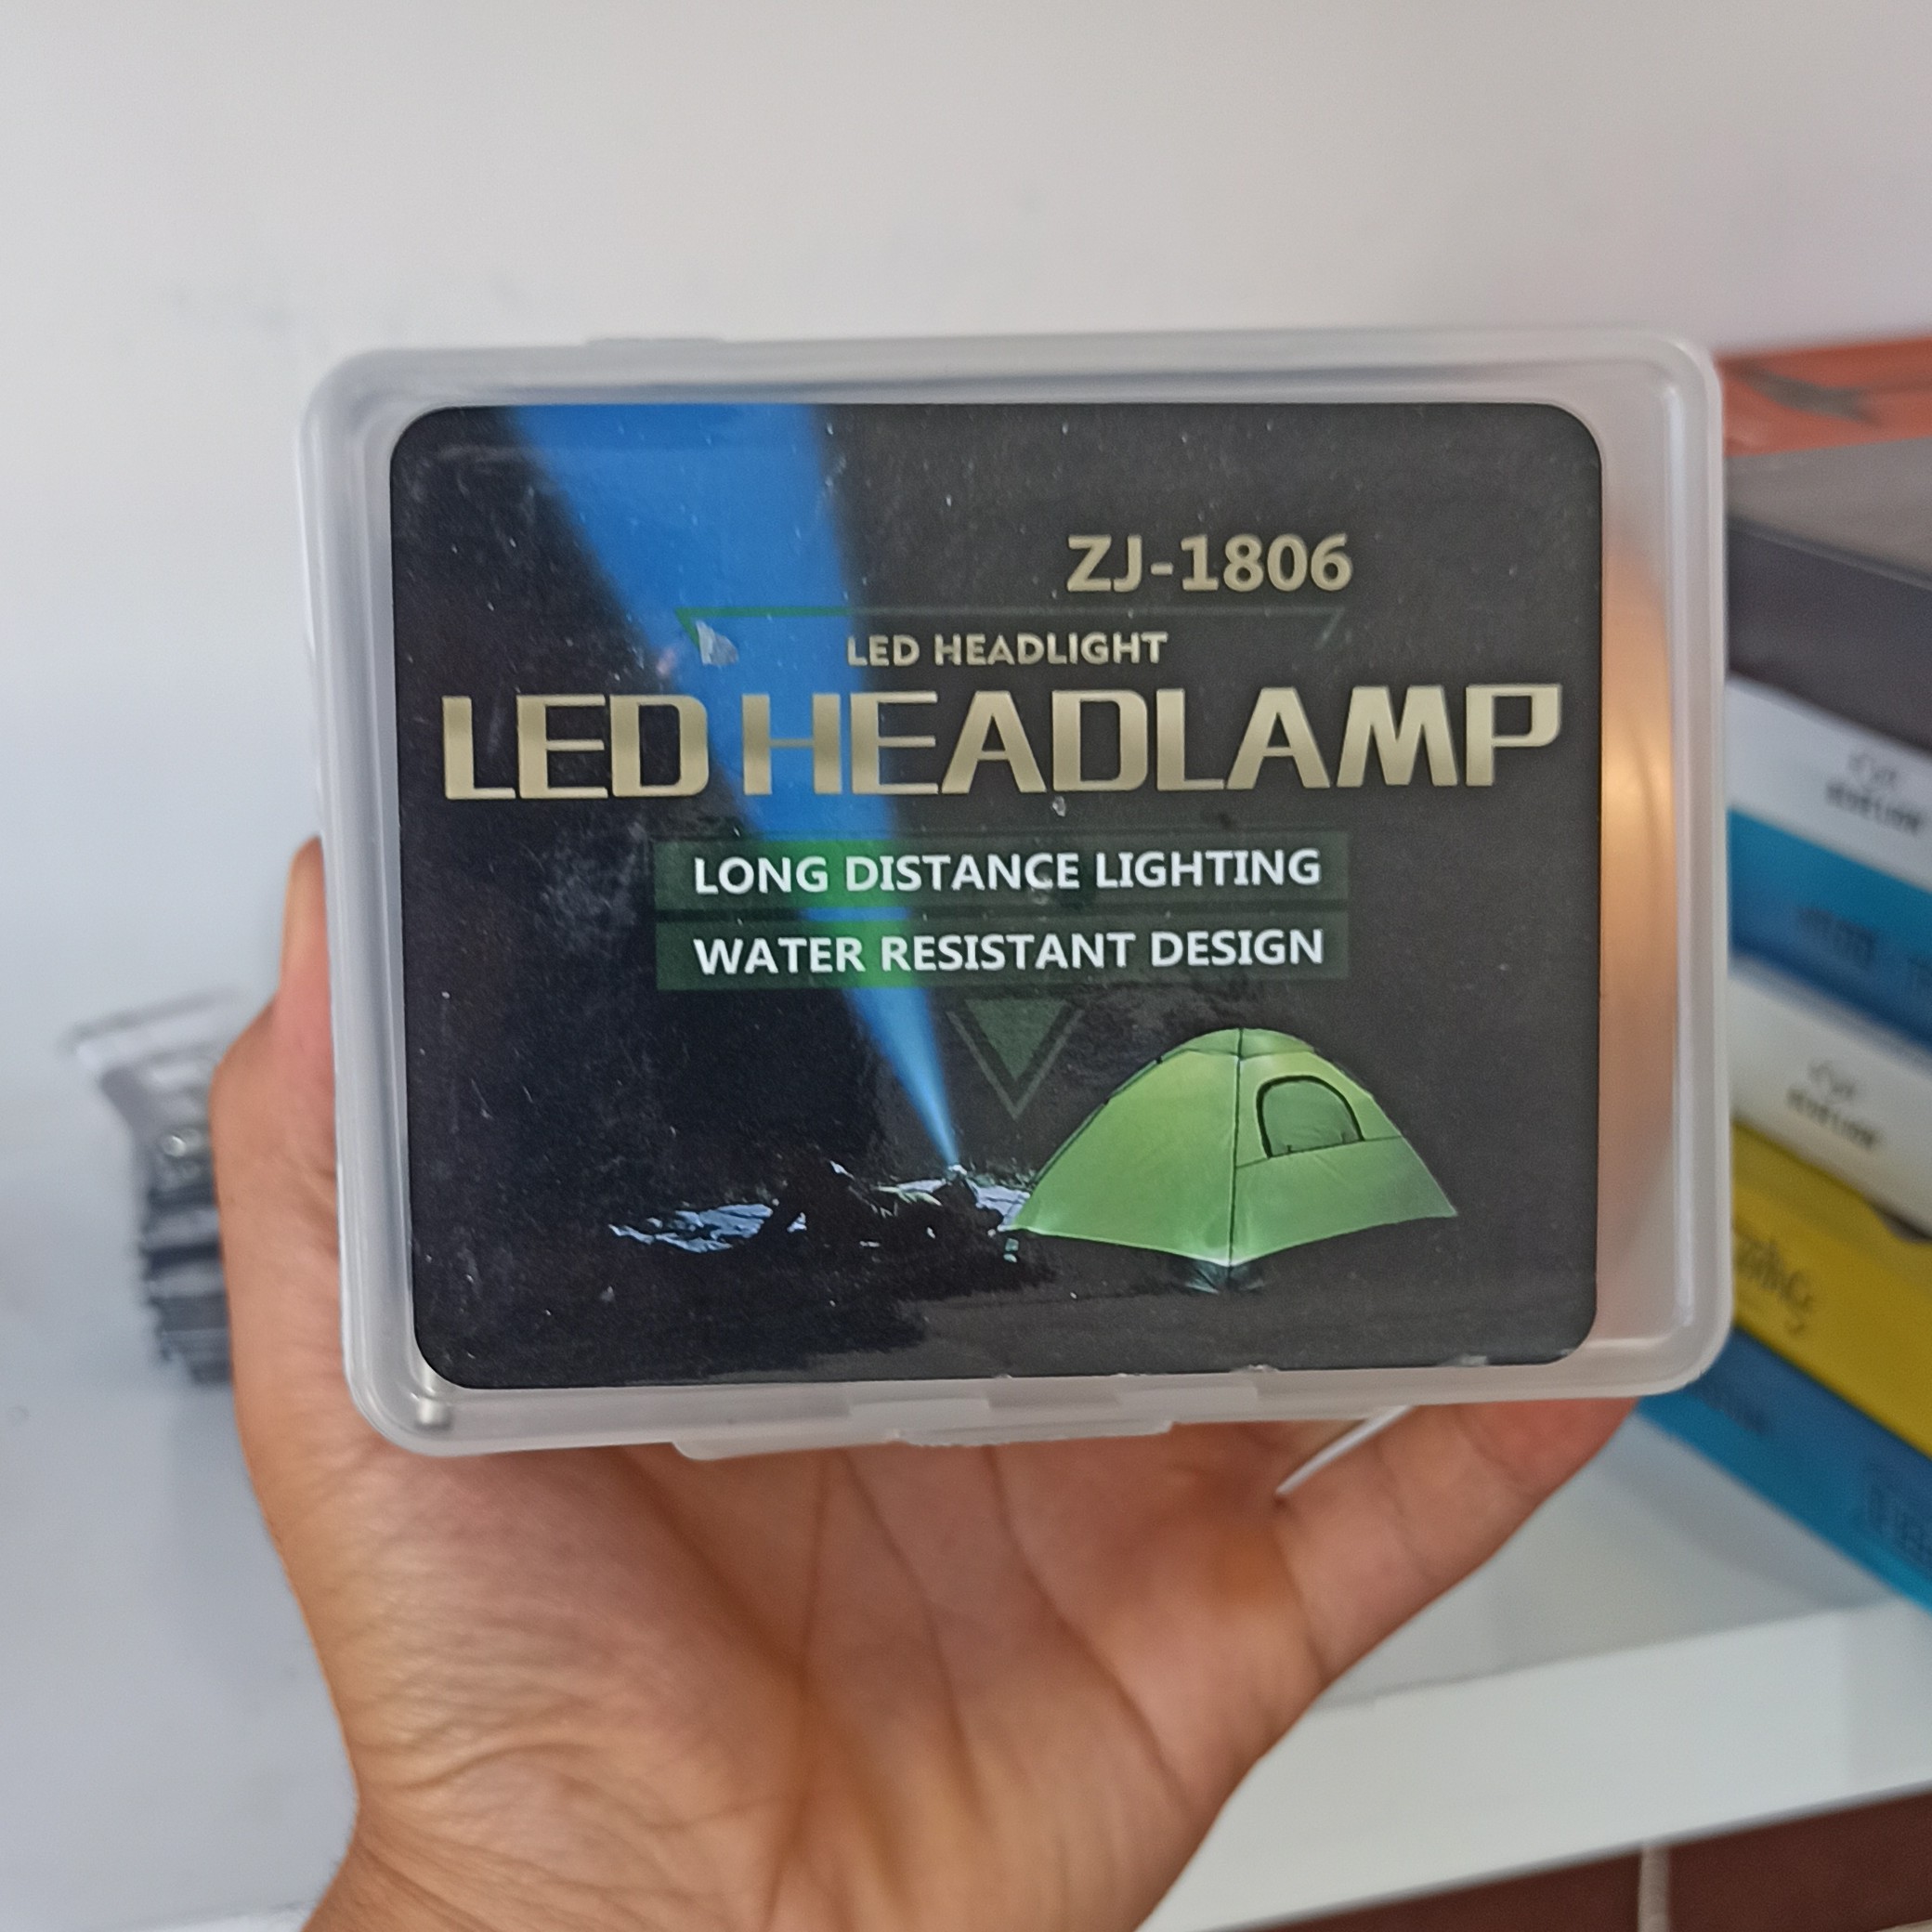 ZJ-1806
LED HEADLIGHT
LED HEADLAMP
LONG DISTANCE LIGHTING
WATER RESISTANT DESIGN